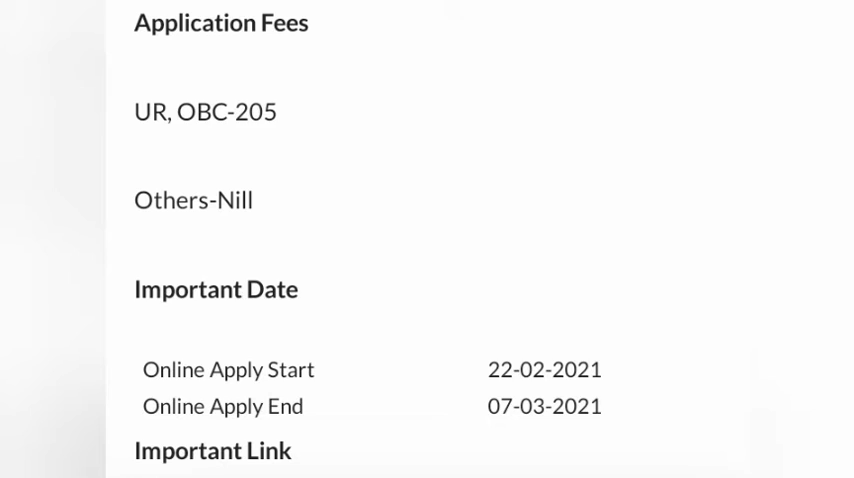 Application Fees
UR, OBC-205
Others-Nill
Important Date
Online Apply Start 22-02-2021
Online Apply End 07-03-2021
Important Link